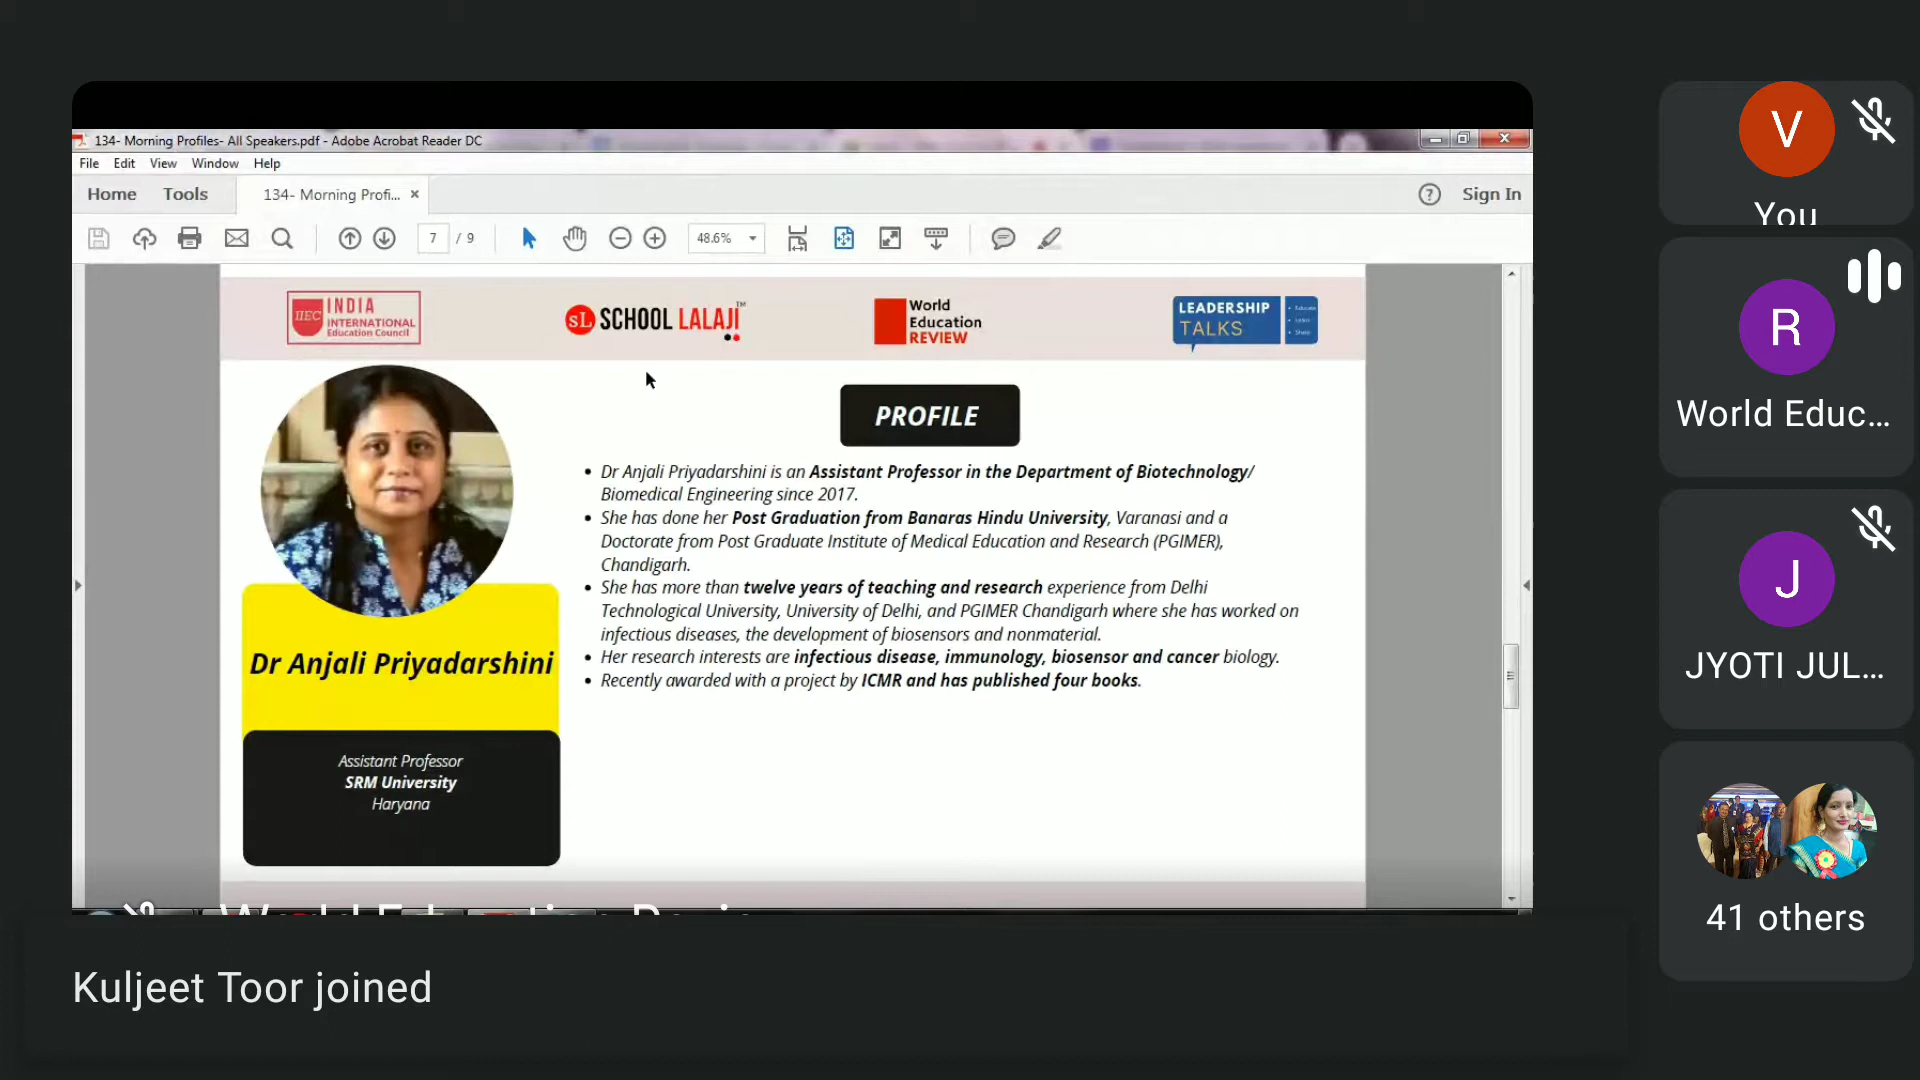 134- Morning Profiles- All Speakers.pdf - Adobe Acrobat Reader DC
File Edit View Window Help
Home Tools 134- Morning Profi... × Sign In
7 / 9 48.6%
IIEC INDIA INTERNATIONAL Education Council
sL SCHOOL LALAJI™
World Education REVIEW
LEADERSHIP TALKS
PROFILE
• Dr Anjali Priyadarshini is an Assistant Professor in the Department of Biotechnology/
Biomedical Engineering since 2017.
• She has done her Post Graduation from Banaras Hindu University, Varanasi and a
Doctorate from Post Graduate Institute of Medical Education and Research (PGIMER),
Chandigarh.
• She has more than twelve years of teaching and research experience from Delhi
Technological University, University of Delhi, and PGIMER Chandigarh where she has worked on
infectious diseases, the development of biosensors and nonmaterial.
• Her research interests are infectious disease, immunology, biosensor and cancer biology.
• Recently awarded with a project by ICMR and has published four books.
Dr Anjali Priyadarshini
Assistant Professor
SRM University
Haryana
Kuljeet Toor joined
V
You
R
World Educ...
J
JYOTI JUL...
41 others